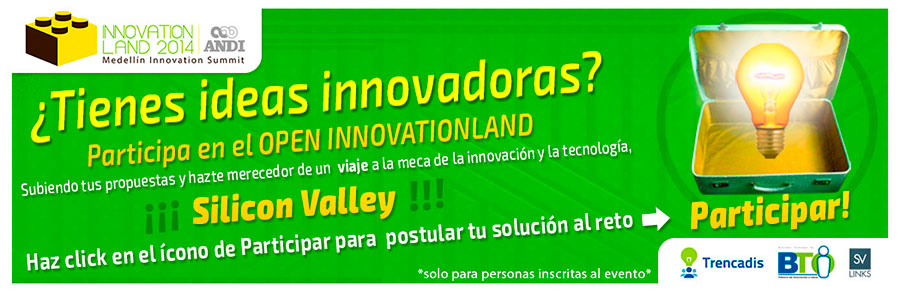 INNOVATION
LAND 2014
ANDI
Medellín Innovation Summit
¿Tienes ideas innovadoras?
Participa en el OPEN INNOVATIONLAND
Subiendo tus propuestas y hazte merecedor de un viaje a la meca de la innovación y la tecnología,
¡¡¡ Silicon Valley !!!
Haz click en el ícono de Participar para postular tu solución al reto
Participar!
*solo para personas inscritas al evento*
Trencadis
BTO
SV
LINKS